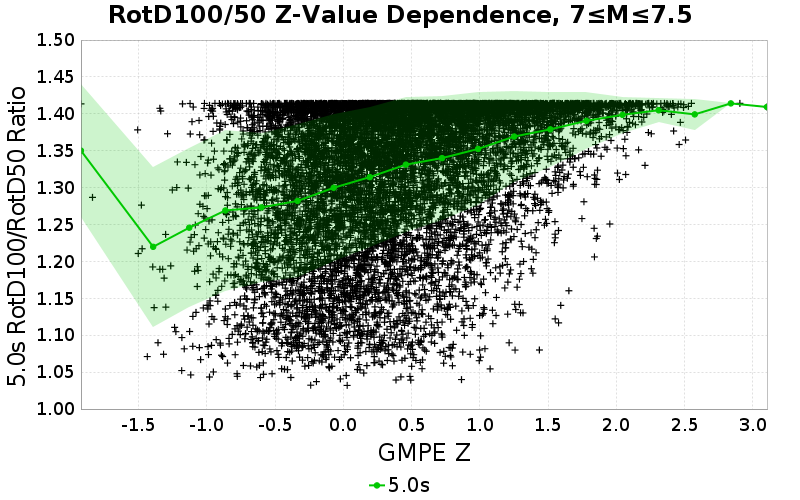 RotD100/50 Z-Value Dependence, 7≤M≤7.5
5.0s RotD100/RotD50 Ratio
1.50
1.45
1.40
1.35
1.30
1.25
1.20
1.15
1.10
1.05
1.00
-1.5 -1.0 -0.5 0.0 0.5 1.0 1.5 2.0 2.5 3.0
GMPE Z
5.0s